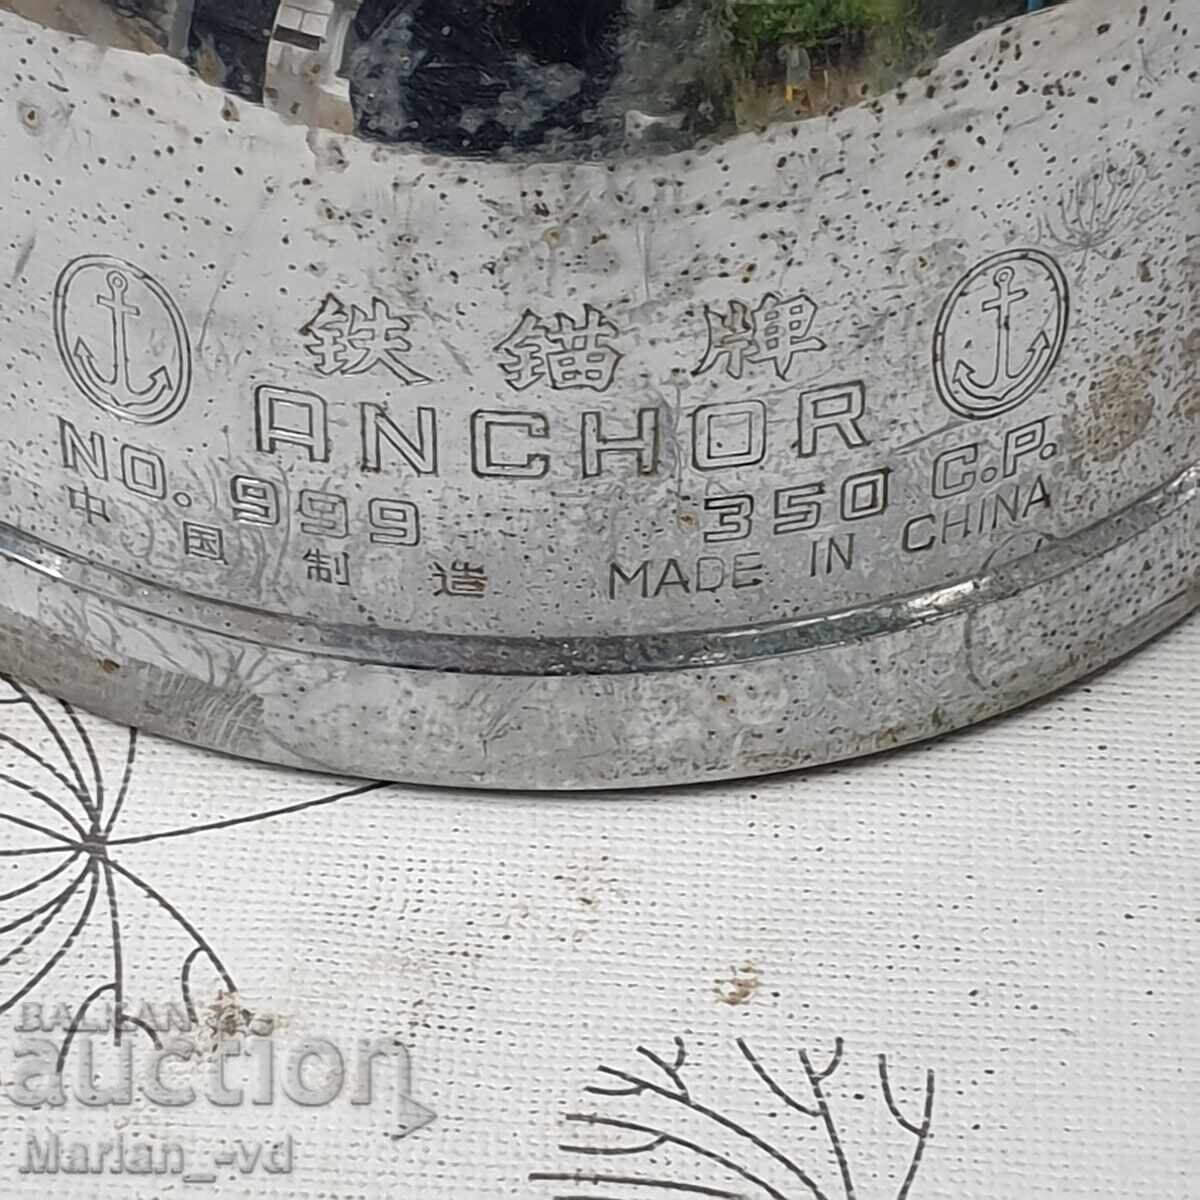 铁锚牌
ANCHOR
NO. 999 350 C.P.
中国制造 MADE IN CHINA
BALKAN
auction
Marian_-vd